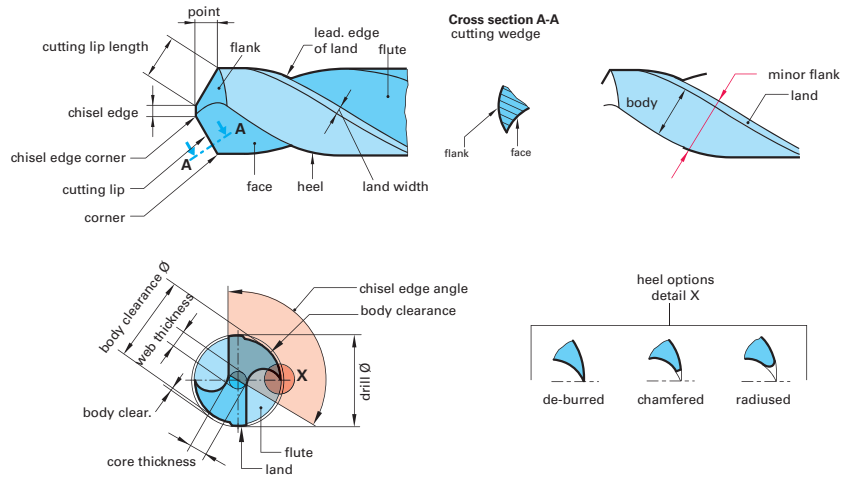 point
cutting lip length
flank
lead. edge
of land
flute
chisel edge
A
A
chisel edge corner
cutting lip
corner
face
heel
land width
Cross section A-A
cutting wedge
flank
face
body
minor flank
land
body clearance Ø
web thickness
chisel edge angle
body clearance
X
drill Ø
body clear.
core thickness
flute
land
heel options
detail X
de-burred
chamfered
radiused